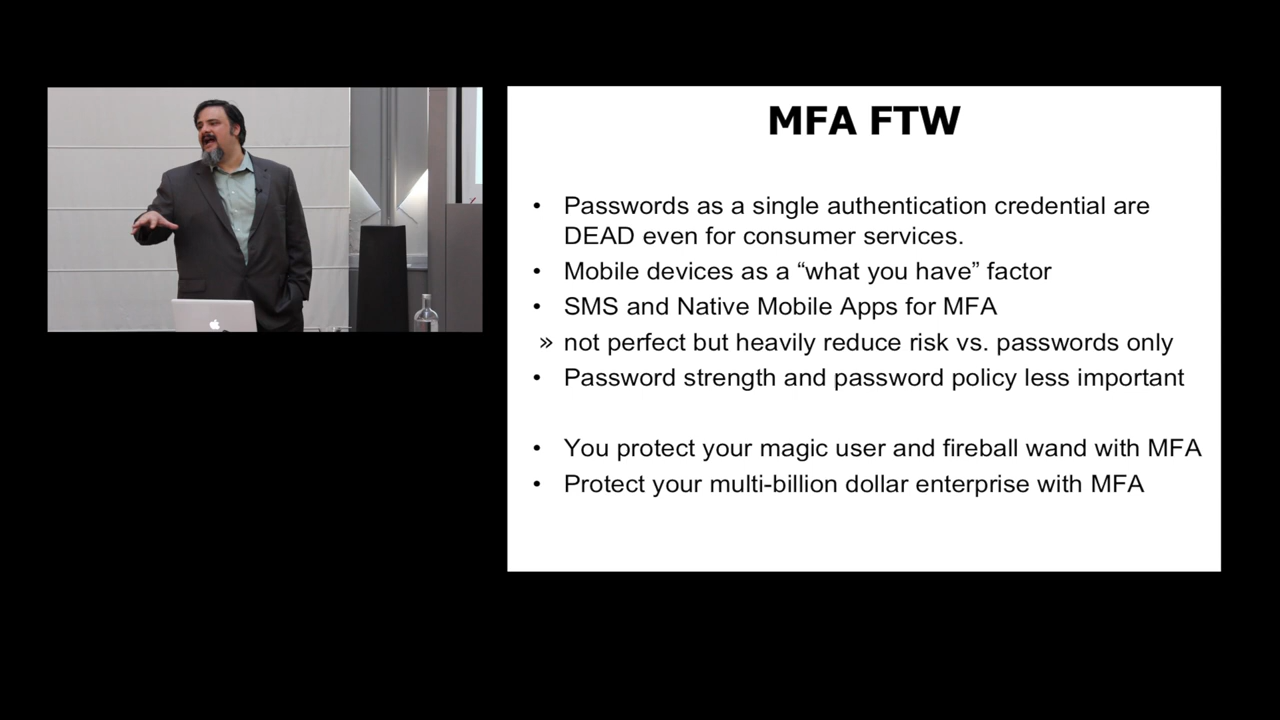 MFA FTW
• Passwords as a single authentication credential are
DEAD even for consumer services.
• Mobile devices as a “what you have” factor
• SMS and Native Mobile Apps for MFA
» not perfect but heavily reduce risk vs. passwords only
• Password strength and password policy less important
• You protect your magic user and fireball wand with MFA
• Protect your multi-billion dollar enterprise with MFA